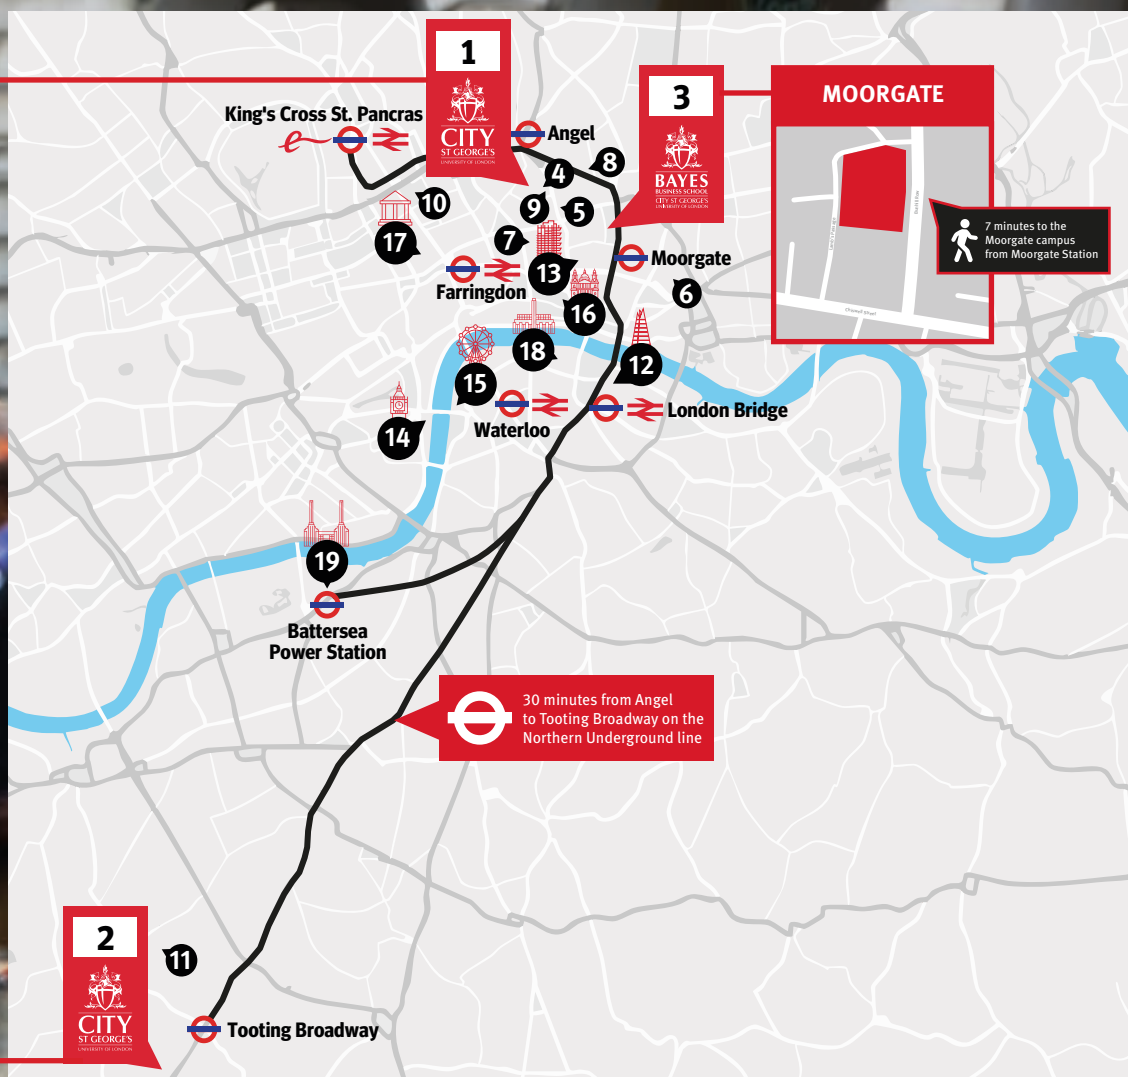 1
CITY
ST GEORGE'S
UNIVERSITY OF LONDON
King's Cross St. Pancras
Angel
3
BAYES
BUSINESS SCHOOL
CITY ST GEORGE'S
UNIVERSITY OF LONDON
MOORGATE
Bunhill Row
Chiswell Street
7 minutes to the
Moorgate campus
from Moorgate Station
4
8
10
9
5
17
7
Farringdon
13
Moorgate
6
16
18
12
15
Waterloo
London Bridge
14
19
Battersea
Power Station
30 minutes from Angel
to Tooting Broadway on the
Northern Underground line
2
CITY
ST GEORGE'S
UNIVERSITY OF LONDON
11
Tooting Broadway